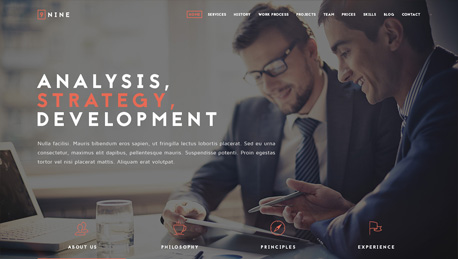 NINE
HOME SERVICES HISTORY WORK PROCESS PROJECTS TEAM PRICES SKILLS BLOG CONTACT
ANALYSIS,
STRATEGY,
DEVELOPMENT
Nulla facilisi. Mauris bibendum eros sapien, ut fringilla lectus lobortis placerat. Sed eu urna
consectetur, maximus elit dapibus, pellentesque mauris. Suspendisse potenti. Proin egestas
tortor vel nisi placerat mattis. Aliquam erat volutpat.
ABOUT US PHILOSOPHY PRINCIPLES EXPERIENCE